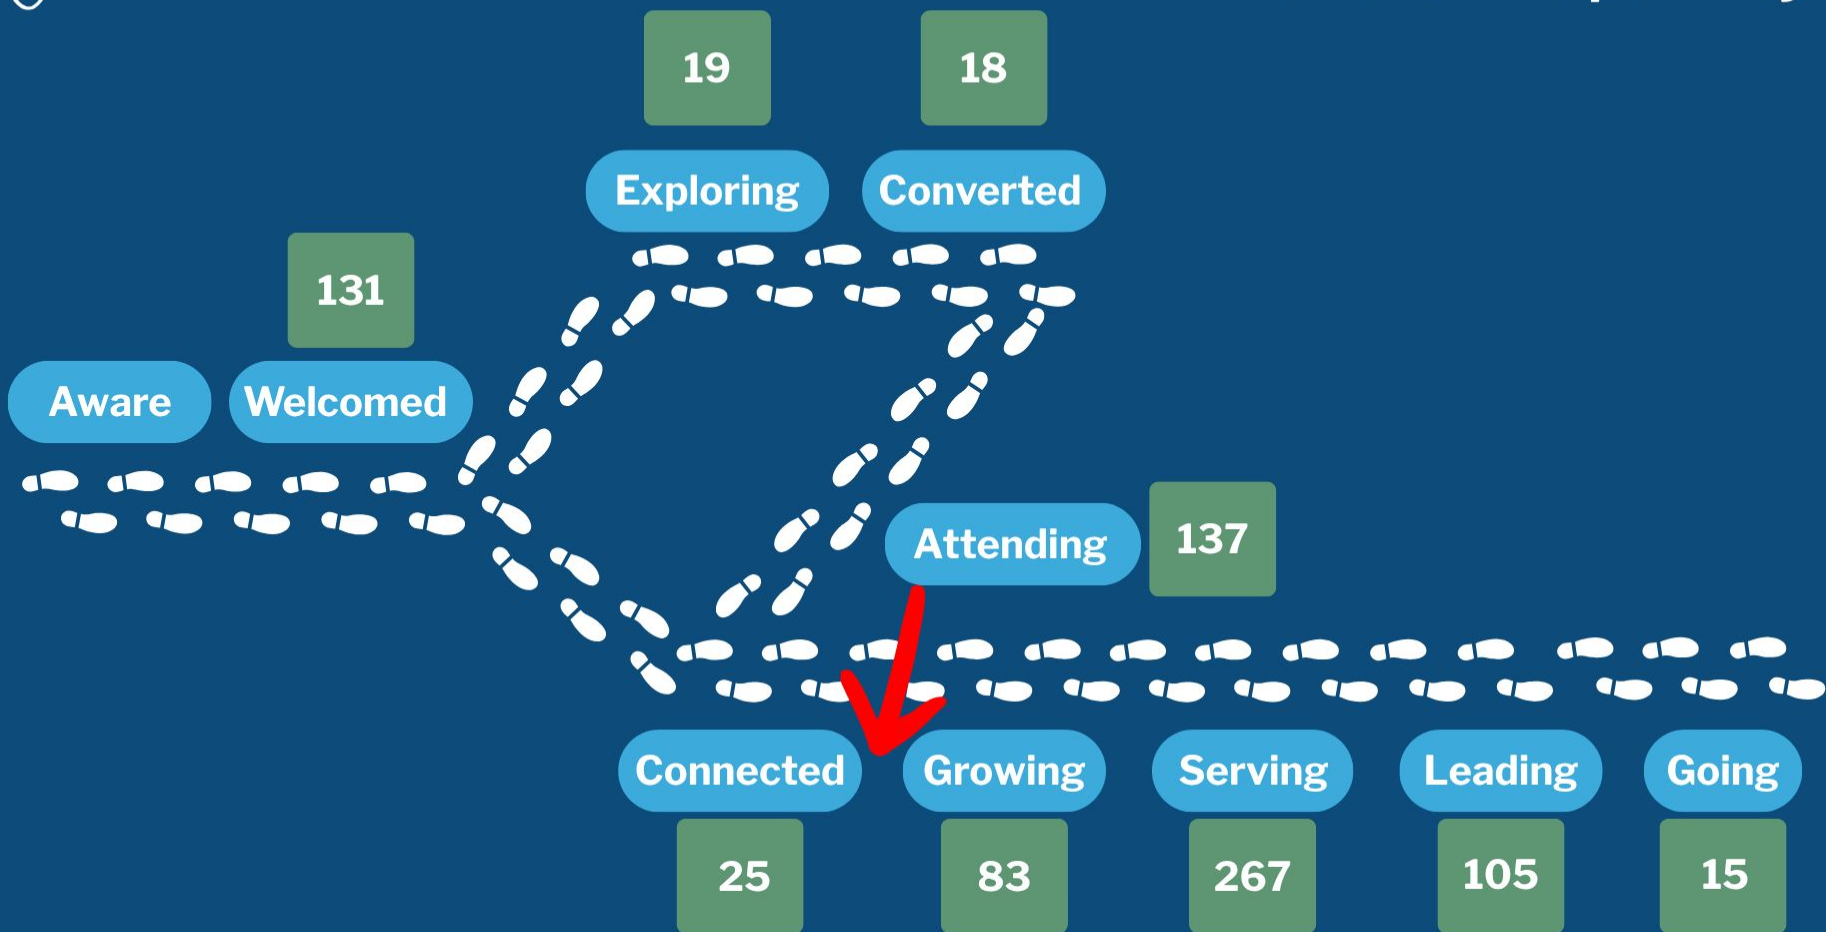 19
18
Exploring
Converted
131
Aware
Welcomed
Attending
137
Connected
Growing
Serving
Leading
Going
25
83
267
105
15